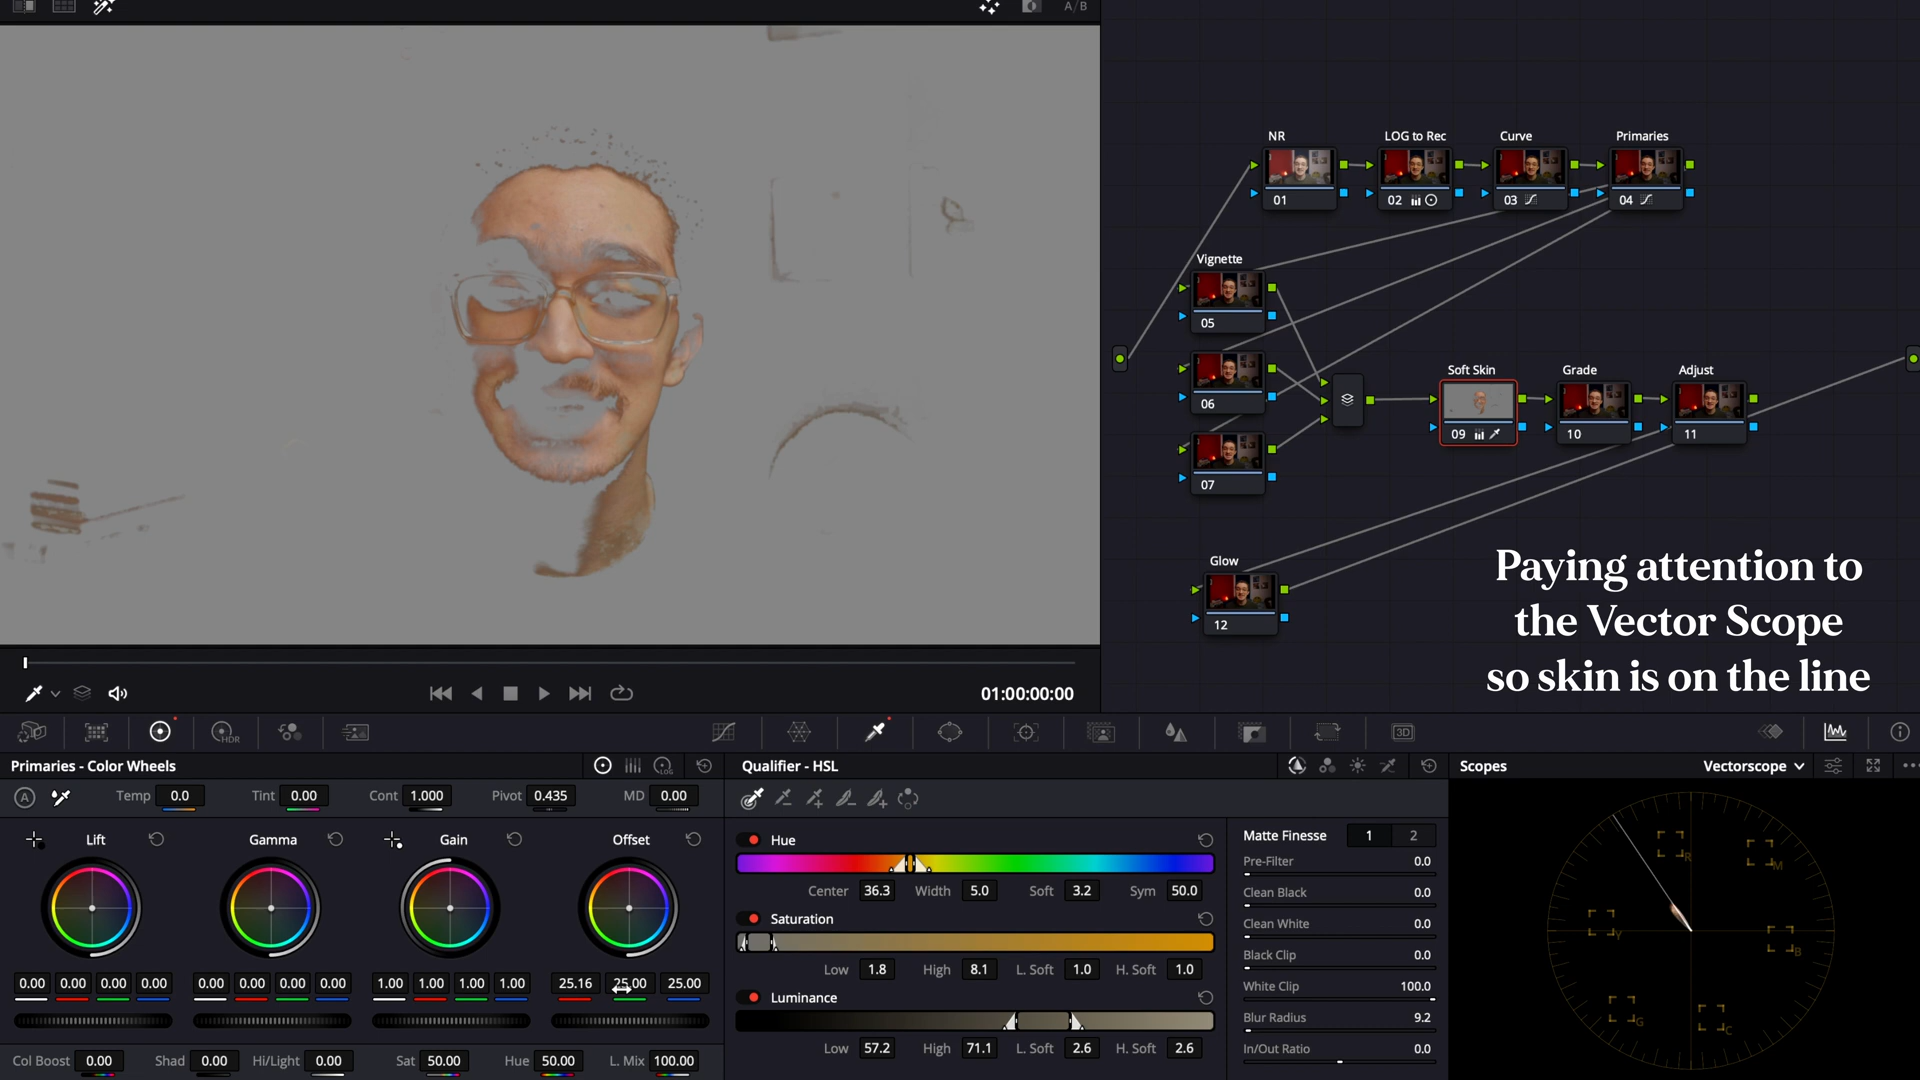 A/B
NR
LOG to Rec
Curve
Primaries
01
02
03
04
Vignette
05
06
07
Soft Skin
Grade
Adjust
09
10
11
Glow
12
Paying attention to
the Vector Scope
so skin is on the line
01:00:00:00
HDR
3D
Primaries - Color Wheels
LOG
A
Temp 0.0 Tint 0.00 Cont 1.000 Pivot 0.435 MD 0.00
Lift Gamma Gain Offset
0.00 0.00 0.00 0.00 0.00 0.00 0.00 0.00 1.00 1.00 1.00 1.00 25.16 25.00 25.00
Col Boost 0.00 Shad 0.00 Hi/Light 0.00 Sat 50.00 Hue 50.00 L. Mix 100.00
Qualifier - HSL
Hue
Center 36.3 Width 5.0 Soft 3.2 Sym 50.0
Saturation
Low 1.8 High 8.1 L. Soft 1.0 H. Soft 1.0
Luminance
Low 57.2 High 71.1 L. Soft 2.6 H. Soft 2.6
Matte Finesse 1 2
Pre-Filter 0.0
Clean Black 0.0
Clean White 0.0
Black Clip 0.0
White Clip 100.0
Blur Radius 9.2
In/Out Ratio 0.0
Scopes
Vectorscope
R
M
Y
B
G
C